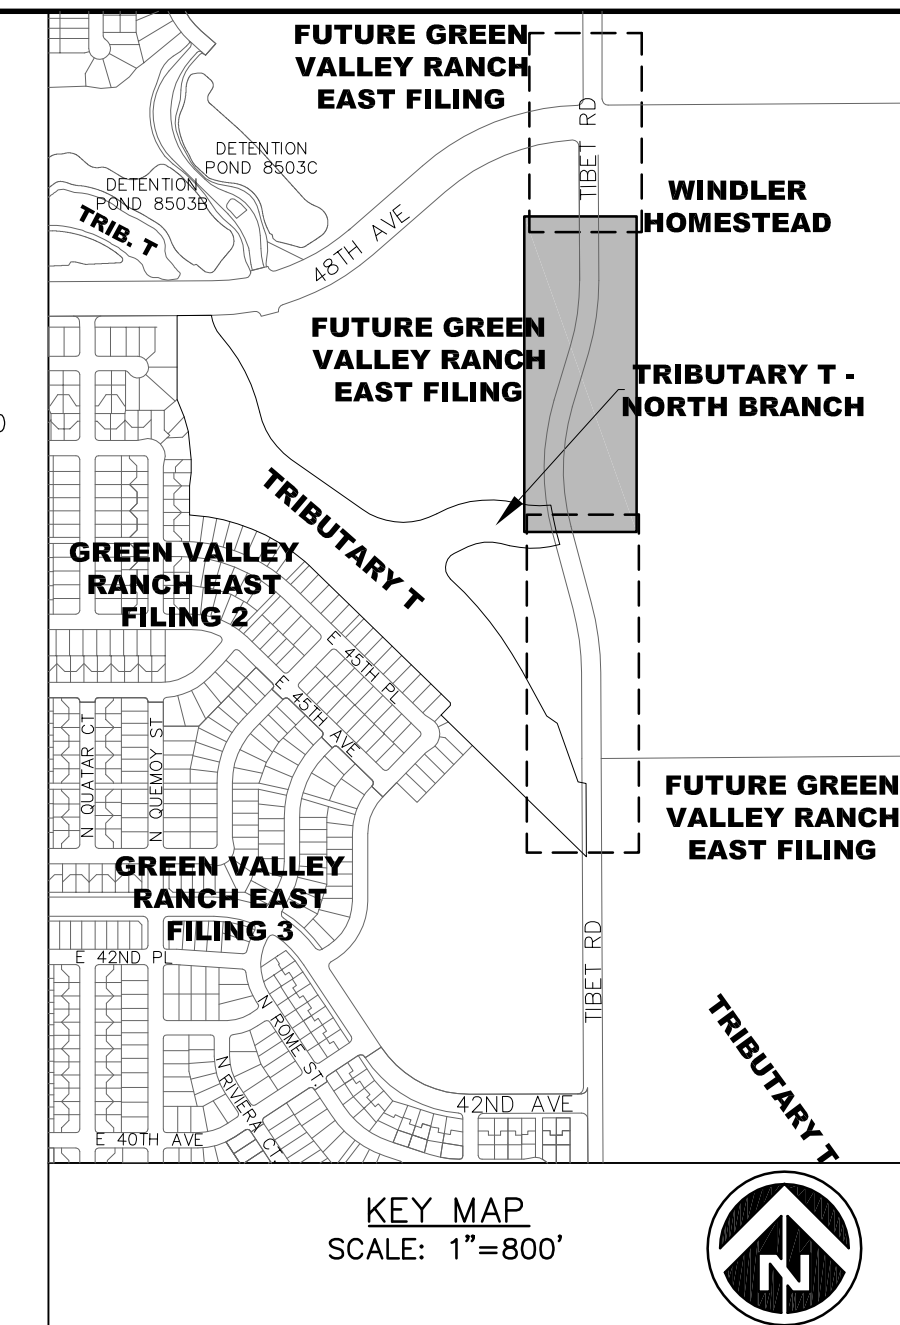 FUTURE GREEN
VALLEY RANCH
EAST FILING
TIBET RD
DETENTION
POND 8503C
DETENTION
POND 8503B
TRIB. T
48TH AVE
WINDLER
HOMESTEAD
FUTURE GREEN
VALLEY RANCH
EAST FILING
TRIBUTARY T -
NORTH BRANCH
TRIBUTARY T
GREEN VALLEY
RANCH EAST
FILING 2
E 45TH PL
E 45TH AVE
N QUATAR CT
N QUEMOY ST
FUTURE GREEN
VALLEY RANCH
EAST FILING
GREEN VALLEY
RANCH EAST
FILING 3
E 42ND PL
TIBET RD
N ROME ST.
N RIVIERA CT.
TRIBUTARY T
42ND AVE
E 40TH AVE
KEY MAP
SCALE: 1"=800'
N